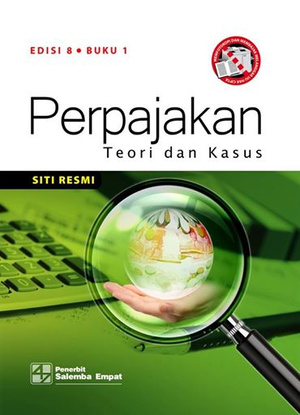 EDISI 8 • BUKU 1
Perpajakan
Teori dan Kasus
SITI RESMI
Penerbit
Salemba Empat